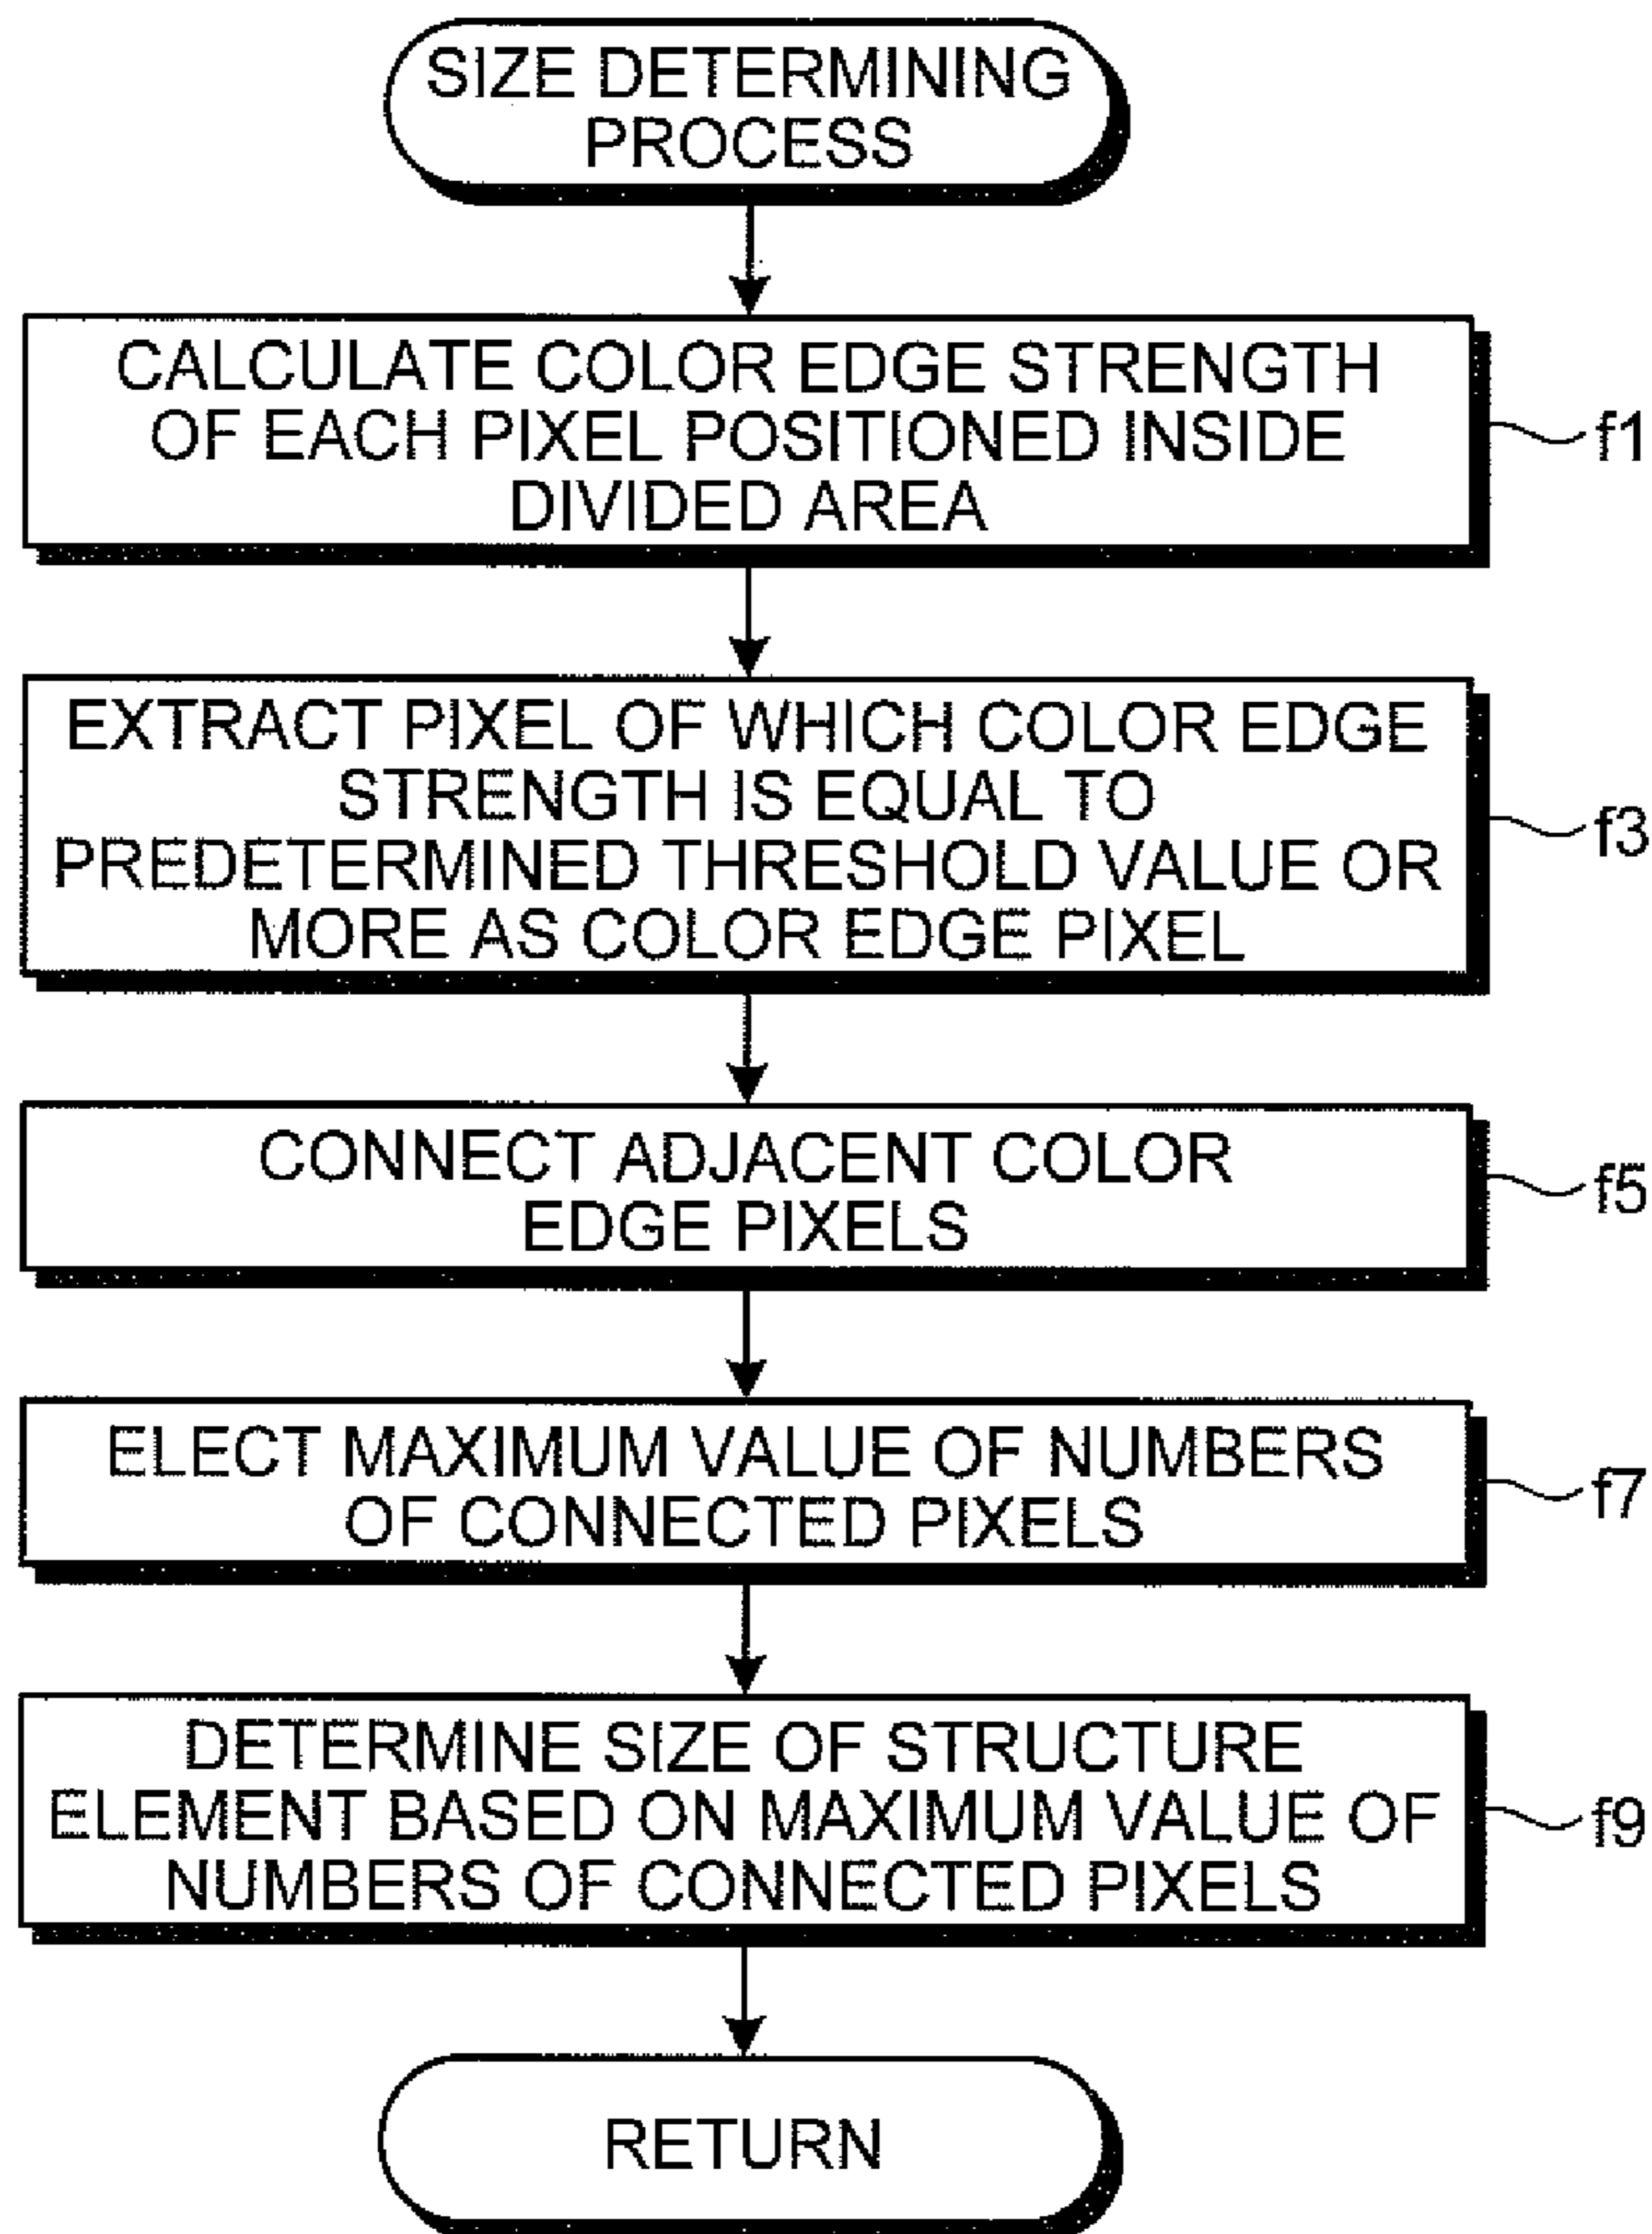 SIZE DETERMINING
PROCESS
CALCULATE COLOR EDGE STRENGTH
OF EACH PIXEL POSITIONED INSIDE
DIVIDED AREA
f1
EXTRACT PIXEL OF WHICH COLOR EDGE
STRENGTH IS EQUAL TO
PREDETERMINED THRESHOLD VALUE OR
MORE AS COLOR EDGE PIXEL
f3
CONNECT ADJACENT COLOR
EDGE PIXELS
f5
ELECT MAXIMUM VALUE OF NUMBERS
OF CONNECTED PIXELS
f7
DETERMINE SIZE OF STRUCTURE
ELEMENT BASED ON MAXIMUM VALUE OF
NUMBERS OF CONNECTED PIXELS
f9
RETURN